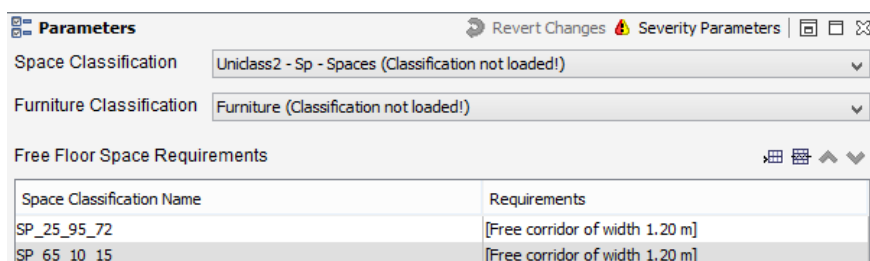 Parameters Revert Changes Severity Parameters
Space Classification Uniclass2 - Sp - Spaces (Classification not loaded!)
Furniture Classification Furniture (Classification not loaded!)
Free Floor Space Requirements
Space Classification Name Requirements
SP_25_95_72 [Free corridor of width 1.20 m]
SP_65_10_15 [Free corridor of width 1.20 m]